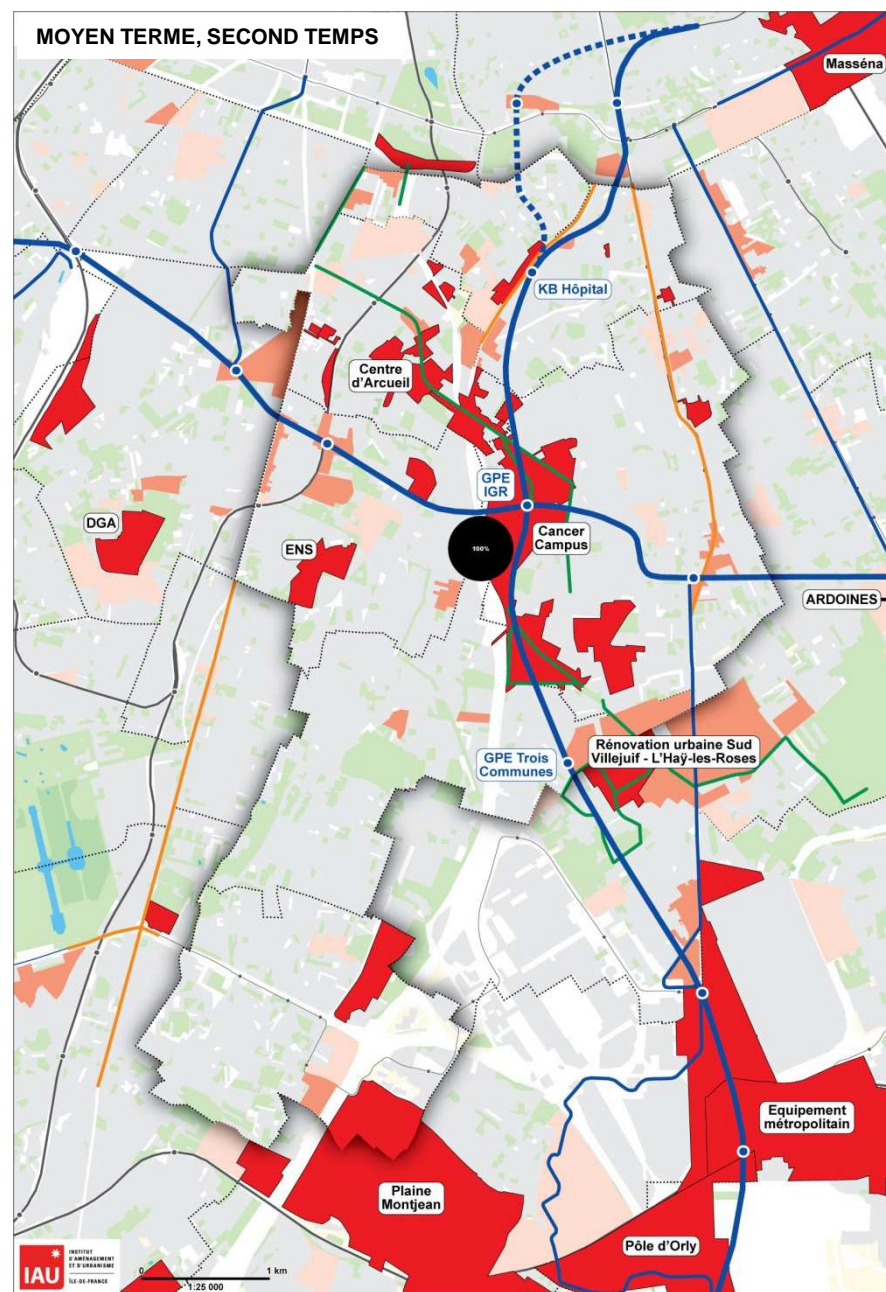 MOYEN TERME, SECOND TEMPS
Masséna
KB Hôpital
Centre
d'Arcueil
GPE
IGR
DGA
ENS
100%
Cancer
Campus
ARDOINES
Rénovation urbaine Sud
Villejuif - L'Haÿ-les-Roses
GPE Trois
Communes
Equipement
métropolitain
Plaine
Montjean
Pôle d'Orly
IAU
INSTITUT
D'AMÉNAGEMENT
ET D'URBANISME
ÎLE-DE-FRANCE
0 1 km
1:25 000